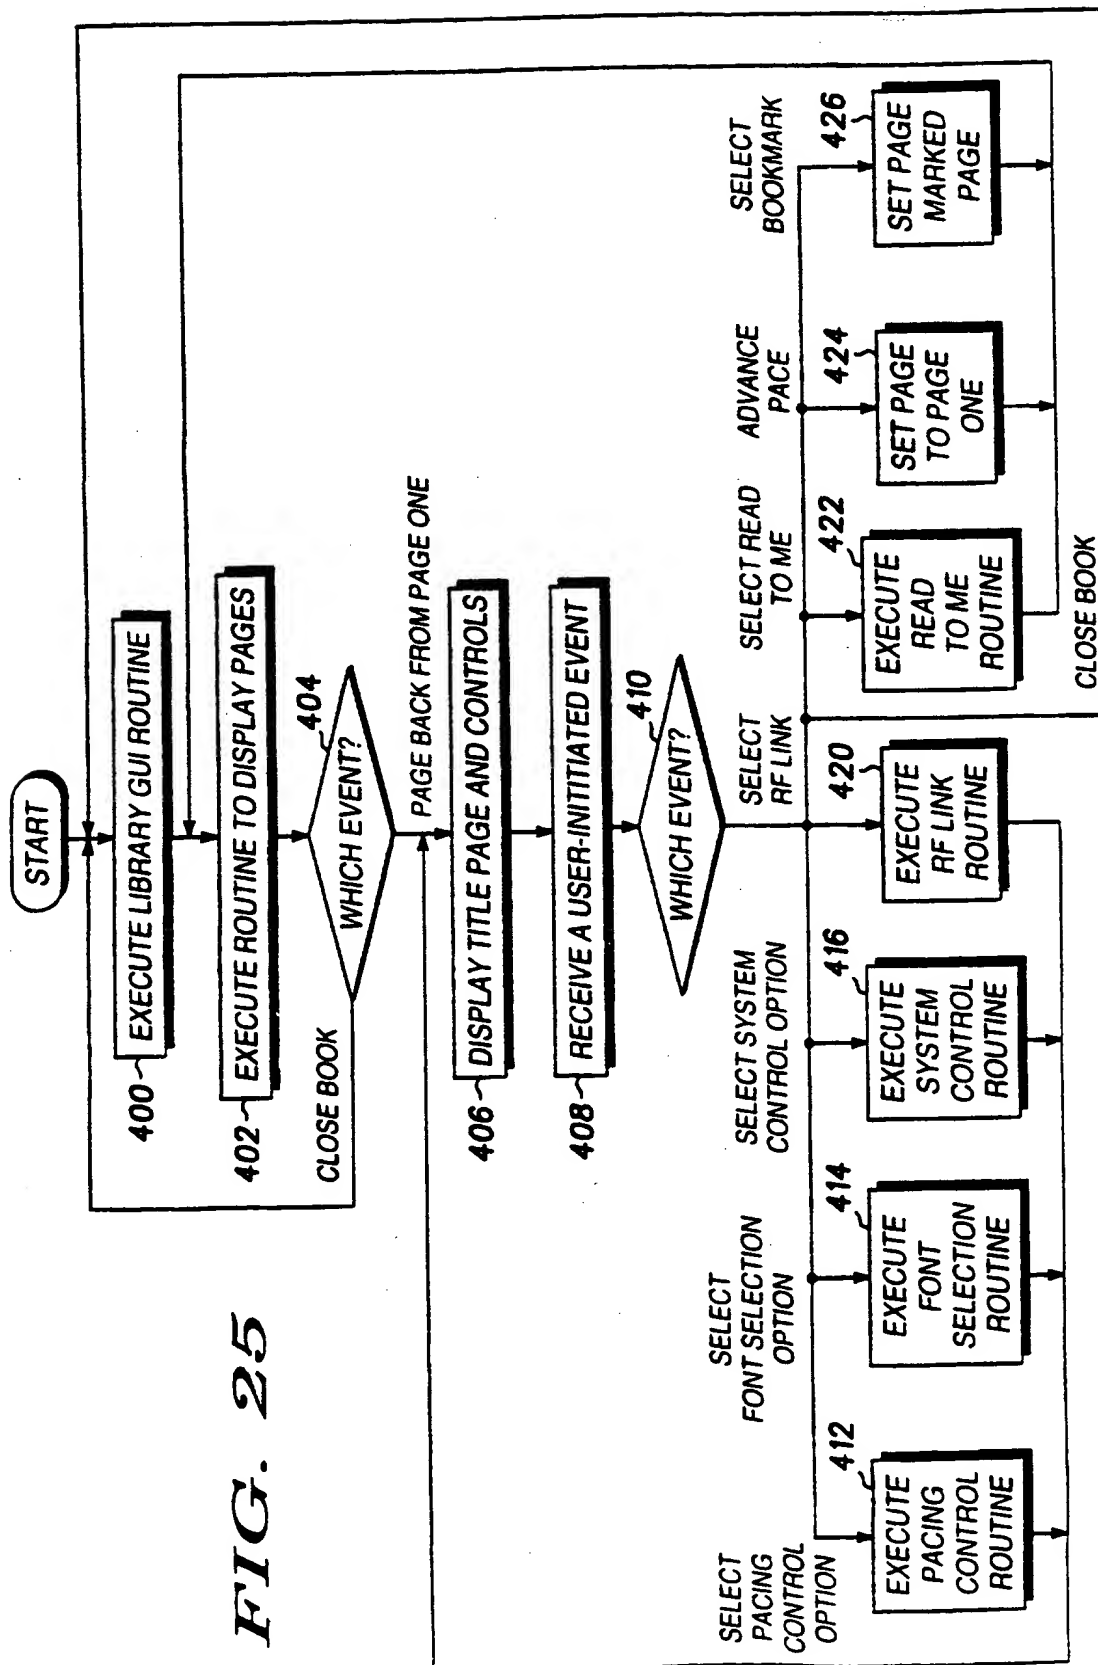 START
400
EXECUTE LIBRARY GUI ROUTINE
402
EXECUTE ROUTINE TO DISPLAY PAGES
404
WHICH EVENT?
CLOSE BOOK
PAGE BACK FROM PAGE ONE
406
DISPLAY TITLE PAGE AND CONTROLS
408
RECEIVE A USER-INITIATED EVENT
410
WHICH EVENT?
SELECT
PACING
CONTROL
OPTION
412
EXECUTE
PACING
CONTROL
ROUTINE
SELECT
FONT SELECTION
OPTION
414
EXECUTE
FONT
SELECTION
ROUTINE
SELECT SYSTEM
CONTROL OPTION
416
EXECUTE
SYSTEM
CONTROL
ROUTINE
SELECT
RF LINK
420
EXECUTE
RF LINK
ROUTINE
SELECT READ
TO ME
422
EXECUTE
READ
TO ME
ROUTINE
ADVANCE
PACE
424
SET PAGE
TO PAGE
ONE
SELECT
BOOKMARK
426
SET PAGE
MARKED
PAGE
CLOSE BOOK
FIG. 25